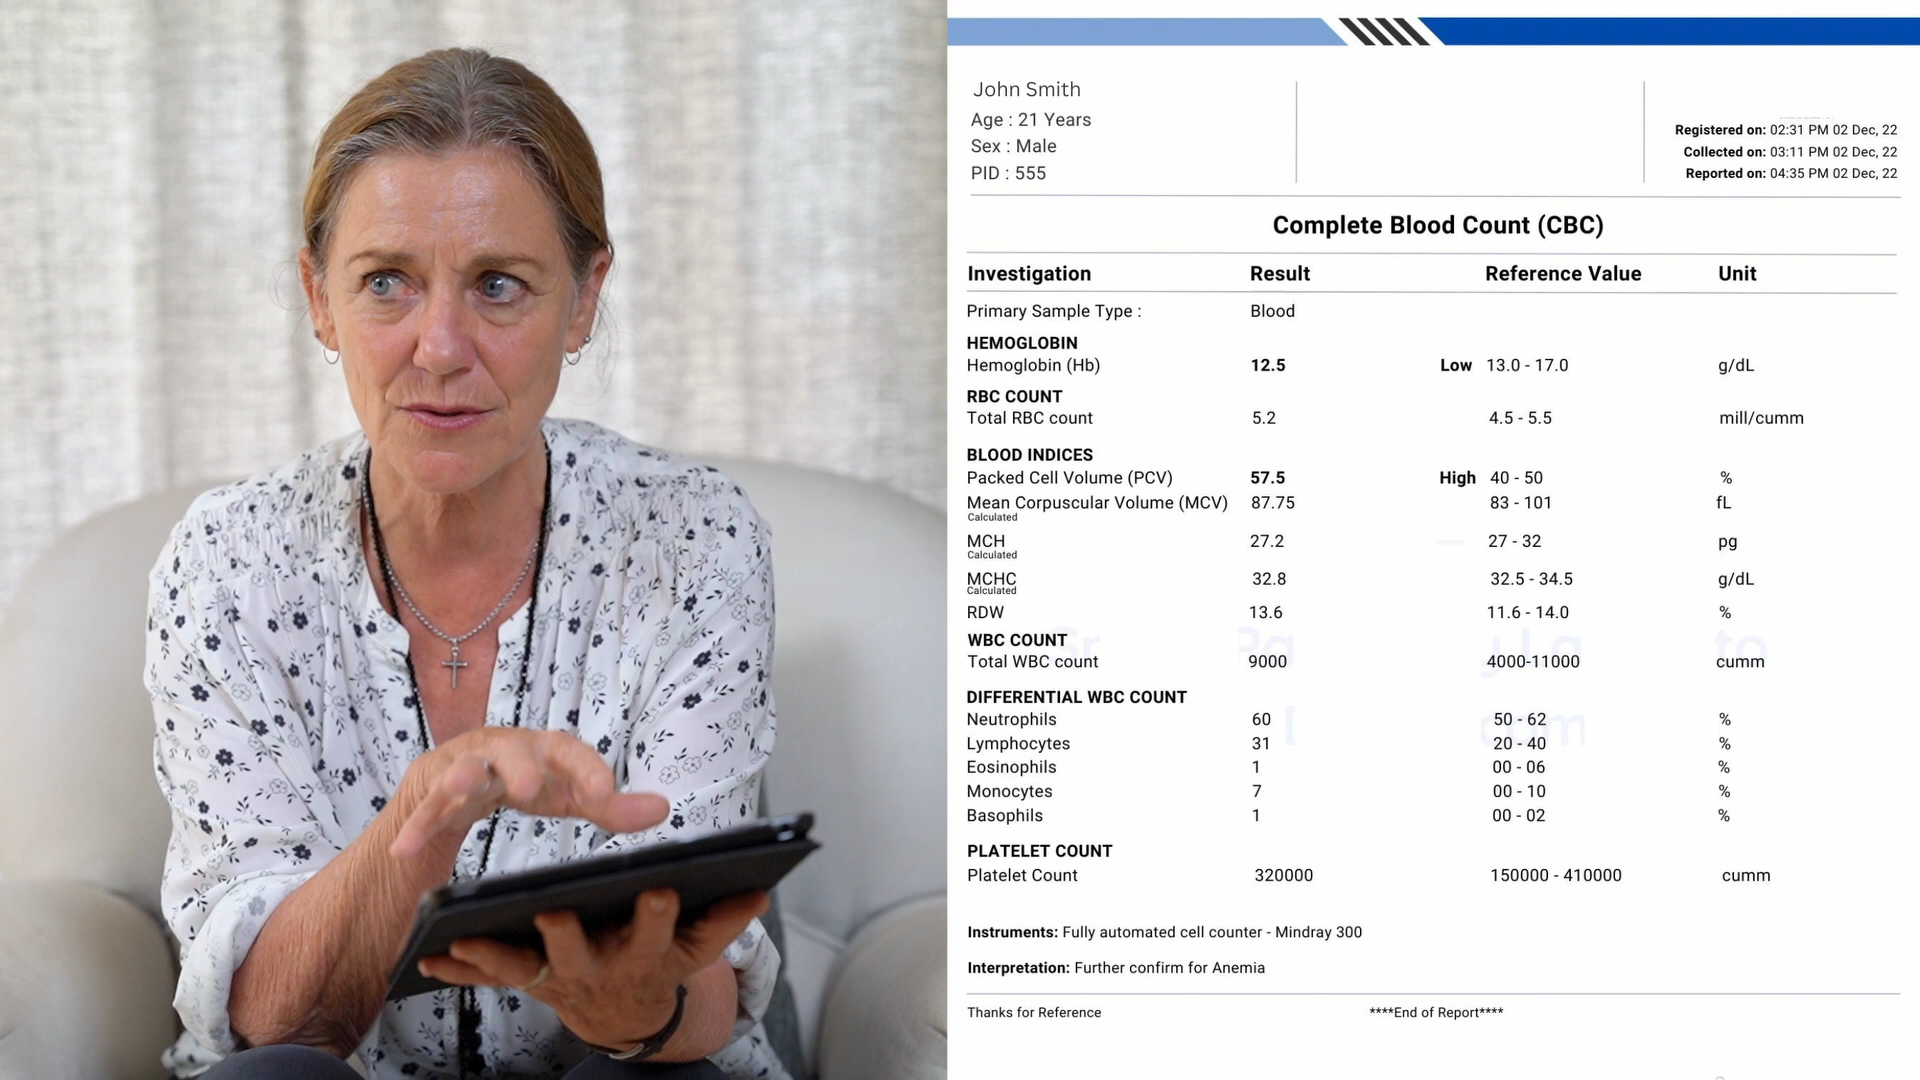 John Smith
Age : 21 Years
Sex : Male
PID : 555
Registered on: 02:31 PM 02 Dec, 22
Collected on: 03:11 PM 02 Dec, 22
Reported on: 04:35 PM 02 Dec, 22
Complete Blood Count (CBC)
Investigation Result Reference Value Unit
Primary Sample Type : Blood
HEMOGLOBIN
Hemoglobin (Hb) 12.5 Low 13.0 - 17.0 g/dL
RBC COUNT
Total RBC count 5.2 4.5 - 5.5 mill/cumm
BLOOD INDICES
Packed Cell Volume (PCV) 57.5 High 40 - 50 %
Mean Corpuscular Volume (MCV) 87.75 83 - 101 fL
Calculated
MCH 27.2 27 - 32 pg
Calculated
MCHC 32.8 32.5 - 34.5 g/dL
Calculated
RDW 13.6 11.6 - 14.0 %
WBC COUNT
Total WBC count 9000 4000-11000 cumm
DIFFERENTIAL WBC COUNT
Neutrophils 60 50 - 62 %
Lymphocytes 31 20 - 40 %
Eosinophils 1 00 - 06 %
Monocytes 7 00 - 10 %
Basophils 1 00 - 02 %
PLATELET COUNT
Platelet Count 320000 150000 - 410000 cumm
Instruments: Fully automated cell counter - Mindray 300
Interpretation: Further confirm for Anemia
Thanks for Reference ****End of Report****